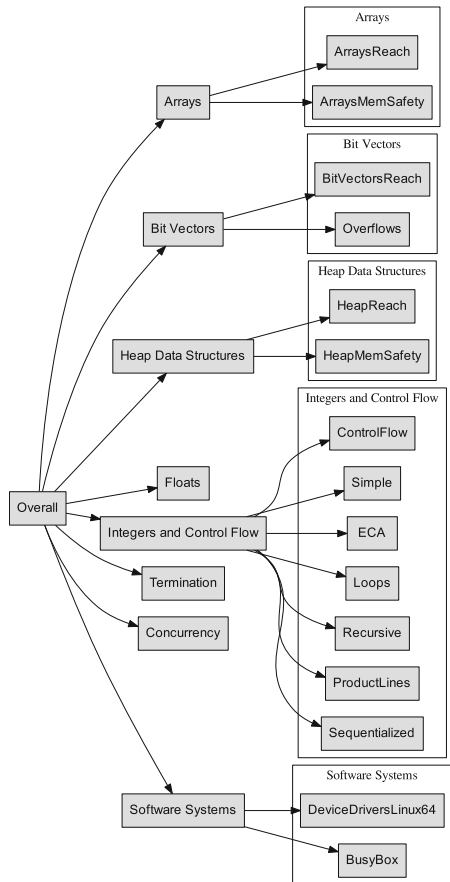 Overall
Arrays
Arrays
ArraysReach
ArraysMemSafety
Bit Vectors
Bit Vectors
BitVectorsReach
Overflows
Heap Data Structures
Heap Data Structures
HeapReach
HeapMemSafety
Floats
Integers and Control Flow
Integers and Control Flow
ControlFlow
Simple
ECA
Loops
Recursive
ProductLines
Sequentialized
Termination
Concurrency
Software Systems
Software Systems
DeviceDriversLinux64
BusyBox